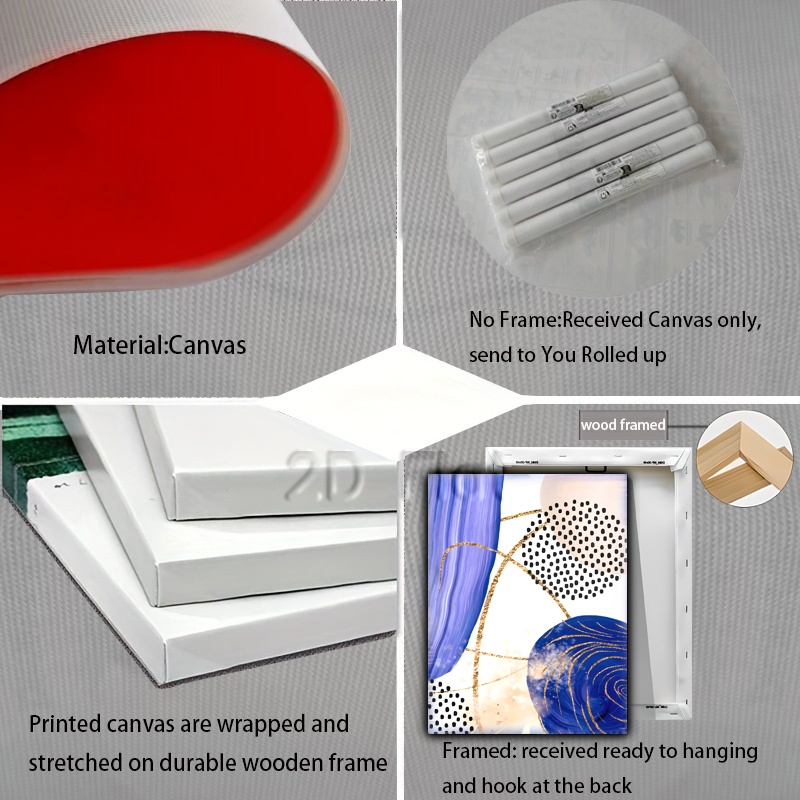 Material:Canvas
No Frame:Received Canvas only,
send to You Rolled up
2D
wood framed
Printed canvas are wrapped and
stretched on durable wooden frame
Framed: received ready to hanging
and hook at the back